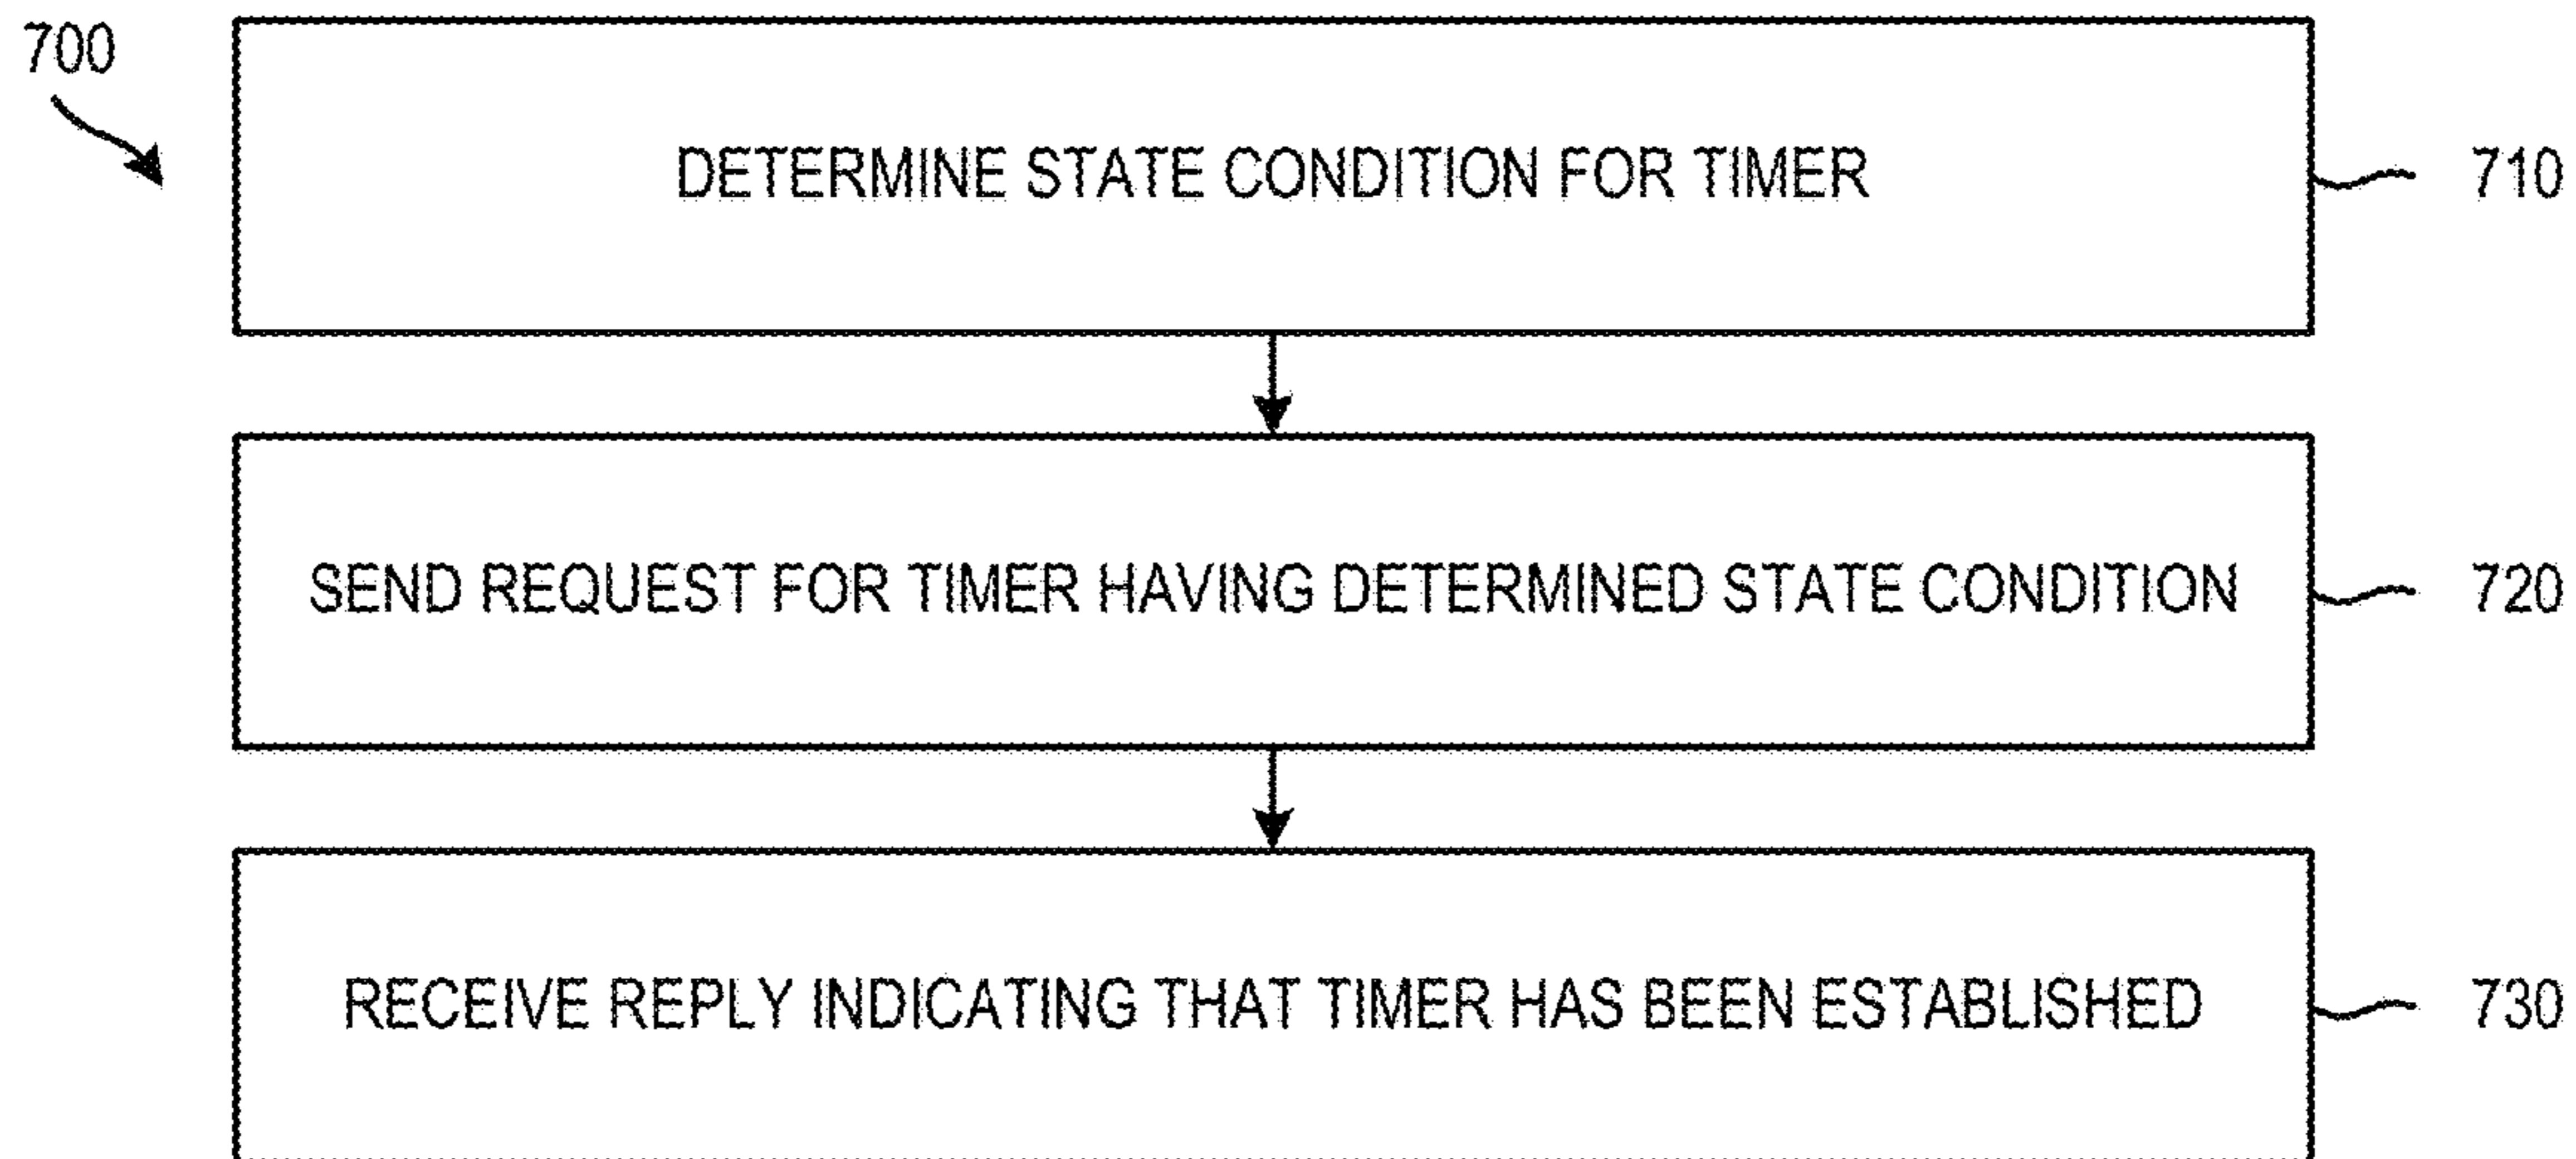 700
DETERMINE STATE CONDITION FOR TIMER
710
SEND REQUEST FOR TIMER HAVING DETERMINED STATE CONDITION
720
RECEIVE REPLY INDICATING THAT TIMER HAS BEEN ESTABLISHED
730